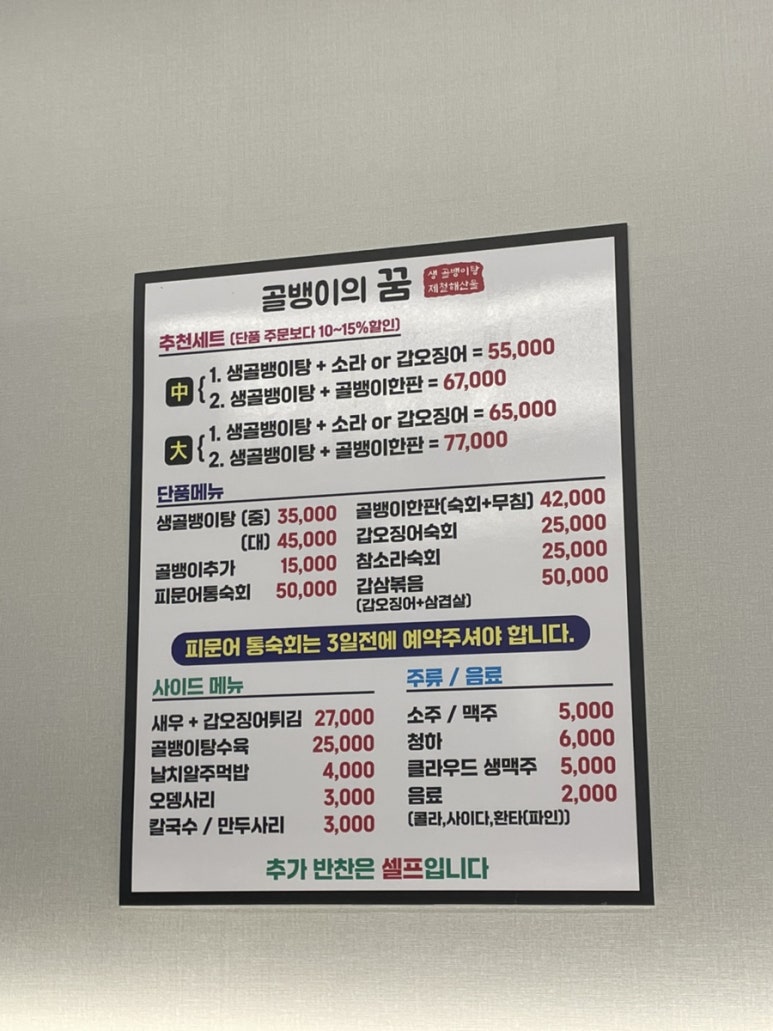 골뱅이의 꿈
생 골뱅이탕
제철해산물
추천세트 (단품 주문보다 10~15%할인)
中 { 1. 생골뱅이탕 + 소라 or 갑오징어 = 55,000
2. 생골뱅이탕 + 골뱅이한판 = 67,000
大 { 1. 생골뱅이탕 + 소라 or 갑오징어 = 65,000
2. 생골뱅이탕 + 골뱅이한판 = 77,000
단품메뉴
생골뱅이탕 (중) 35,000
(대) 45,000
골뱅이추가 15,000
피문어통숙회 50,000
골뱅이한판(숙회+무침) 42,000
갑오징어숙회 25,000
참소라숙회 25,000
갑삼볶음 50,000
(갑오징어+삼겹살)
피문어 통숙회는 3일전에 예약주셔야 합니다.
사이드 메뉴
새우 + 갑오징어튀김 27,000
골뱅이탕수육 25,000
날치알주먹밥 4,000
오뎅사리 3,000
칼국수 / 만두사리 3,000
주류 / 음료
소주 / 맥주 5,000
청하 6,000
클라우드 생맥주 5,000
음료 2,000
(콜라,사이다,환타(파인))
추가 반찬은 셀프입니다